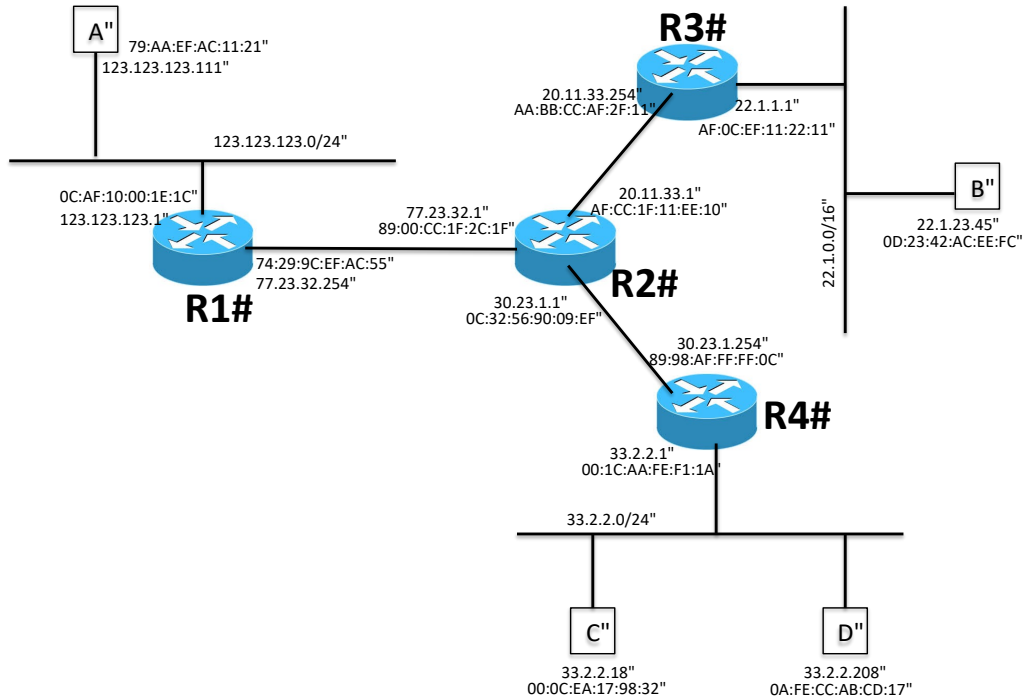 A"
79:AA:EF:AC:11:21"
123.123.123.111"
123.123.123.0/24"
0C:AF:10:00:1E:1C"
123.123.123.1"
R1#
74:29:9C:EF:AC:55"
77.23.32.254"
77.23.32.1"
89:00:CC:1F:2C:1F"
R2#
20.11.33.1"
AF:CC:1F:11:EE:10"
R3#
20.11.33.254"
AA:BB:CC:AF:2F:11"
22.1.1.1"
AF:0C:EF:11:22:11"
22.1.0.0/16"
B"
22.1.23.45"
0D:23:42:AC:EE:FC"
30.23.1.1"
0C:32:56:90:09:EF"
30.23.1.254"
89:98:AF:FF:FF:0C"
R4#
33.2.2.1"
00:1C:AA:FE:F1:1A"
33.2.2.0/24"
C"
33.2.2.18"
00:0C:EA:17:98:32"
D"
33.2.2.208"
0A:FE:CC:AB:CD:17"